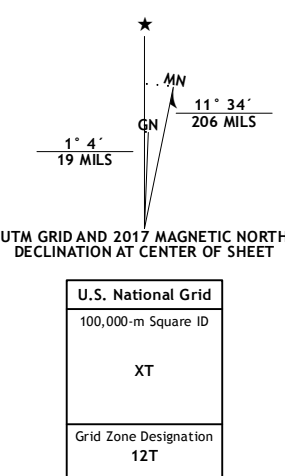 ★
MN
11° 34´
206 MILS
GN
1° 4´
19 MILS
UTM GRID AND 2017 MAGNETIC NORTH
DECLINATION AT CENTER OF SHEET
U.S. National Grid
100,000-m Square ID
XT
Grid Zone Designation
12T